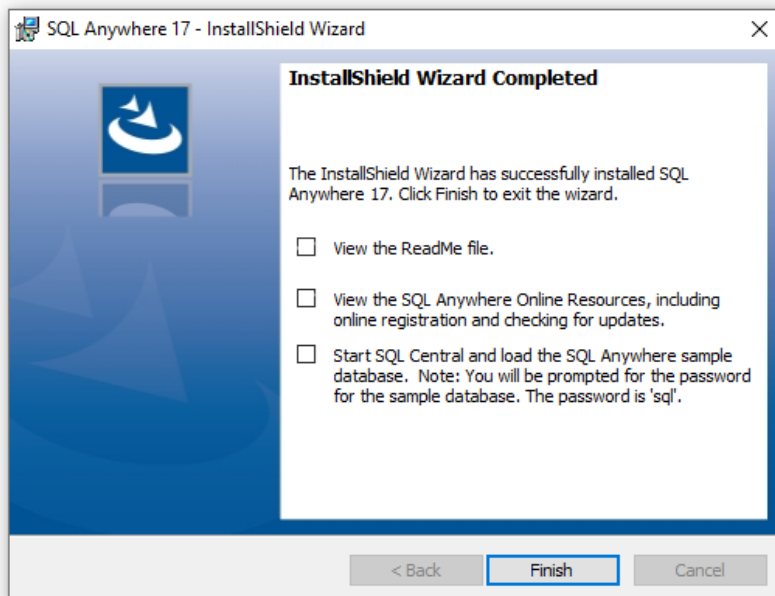 SQL Anywhere 17 - InstallShield Wizard
InstallShield Wizard Completed
The InstallShield Wizard has successfully installed SQL
Anywhere 17. Click Finish to exit the wizard.
View the ReadMe file.
View the SQL Anywhere Online Resources, including
online registration and checking for updates.
Start SQL Central and load the SQL Anywhere sample
database.  Note: You will be prompted for the password
for the sample database. The password is 'sql'.
< Back
Finish
Cancel